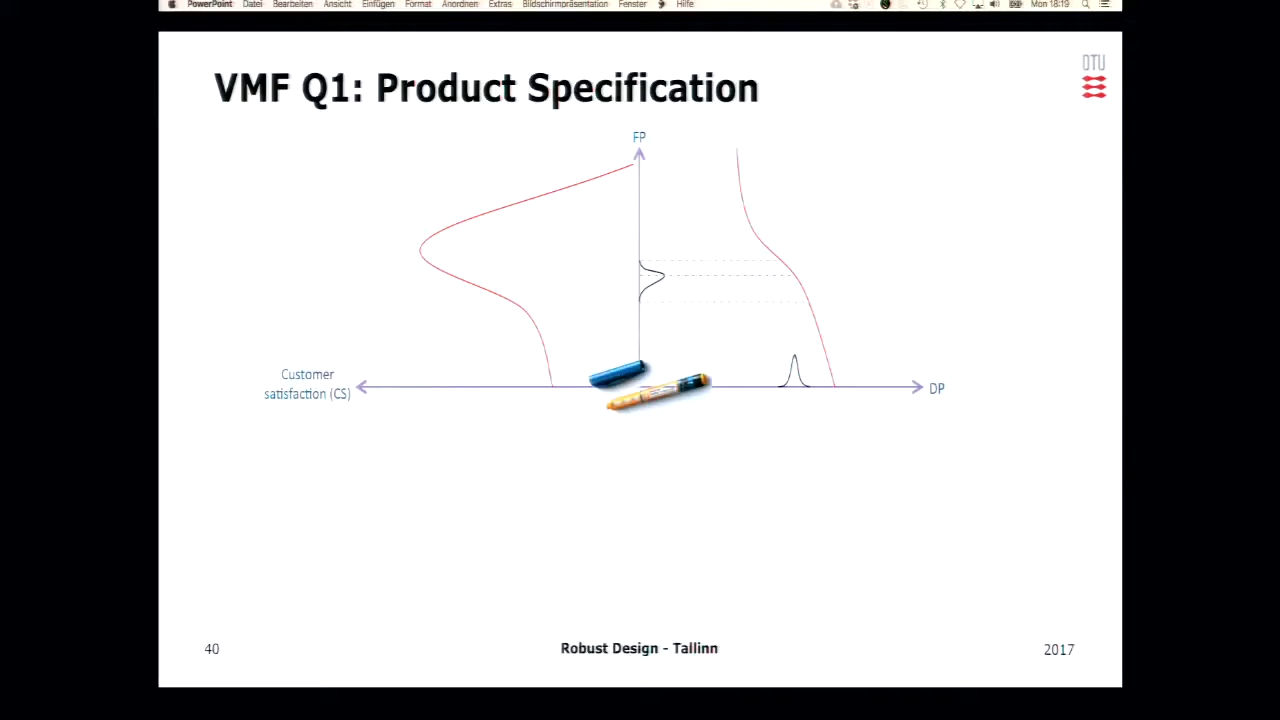 PowerPoint Datei Bearbeiten Ansicht Einfügen Format Anordnen Extras Bildschirmpräsentation Fenster Hilfe Mon 18:19
VMF Q1: Product Specification
DTU
FP
Customer
satisfaction (CS)
DP
40 Robust Design - Tallinn 2017